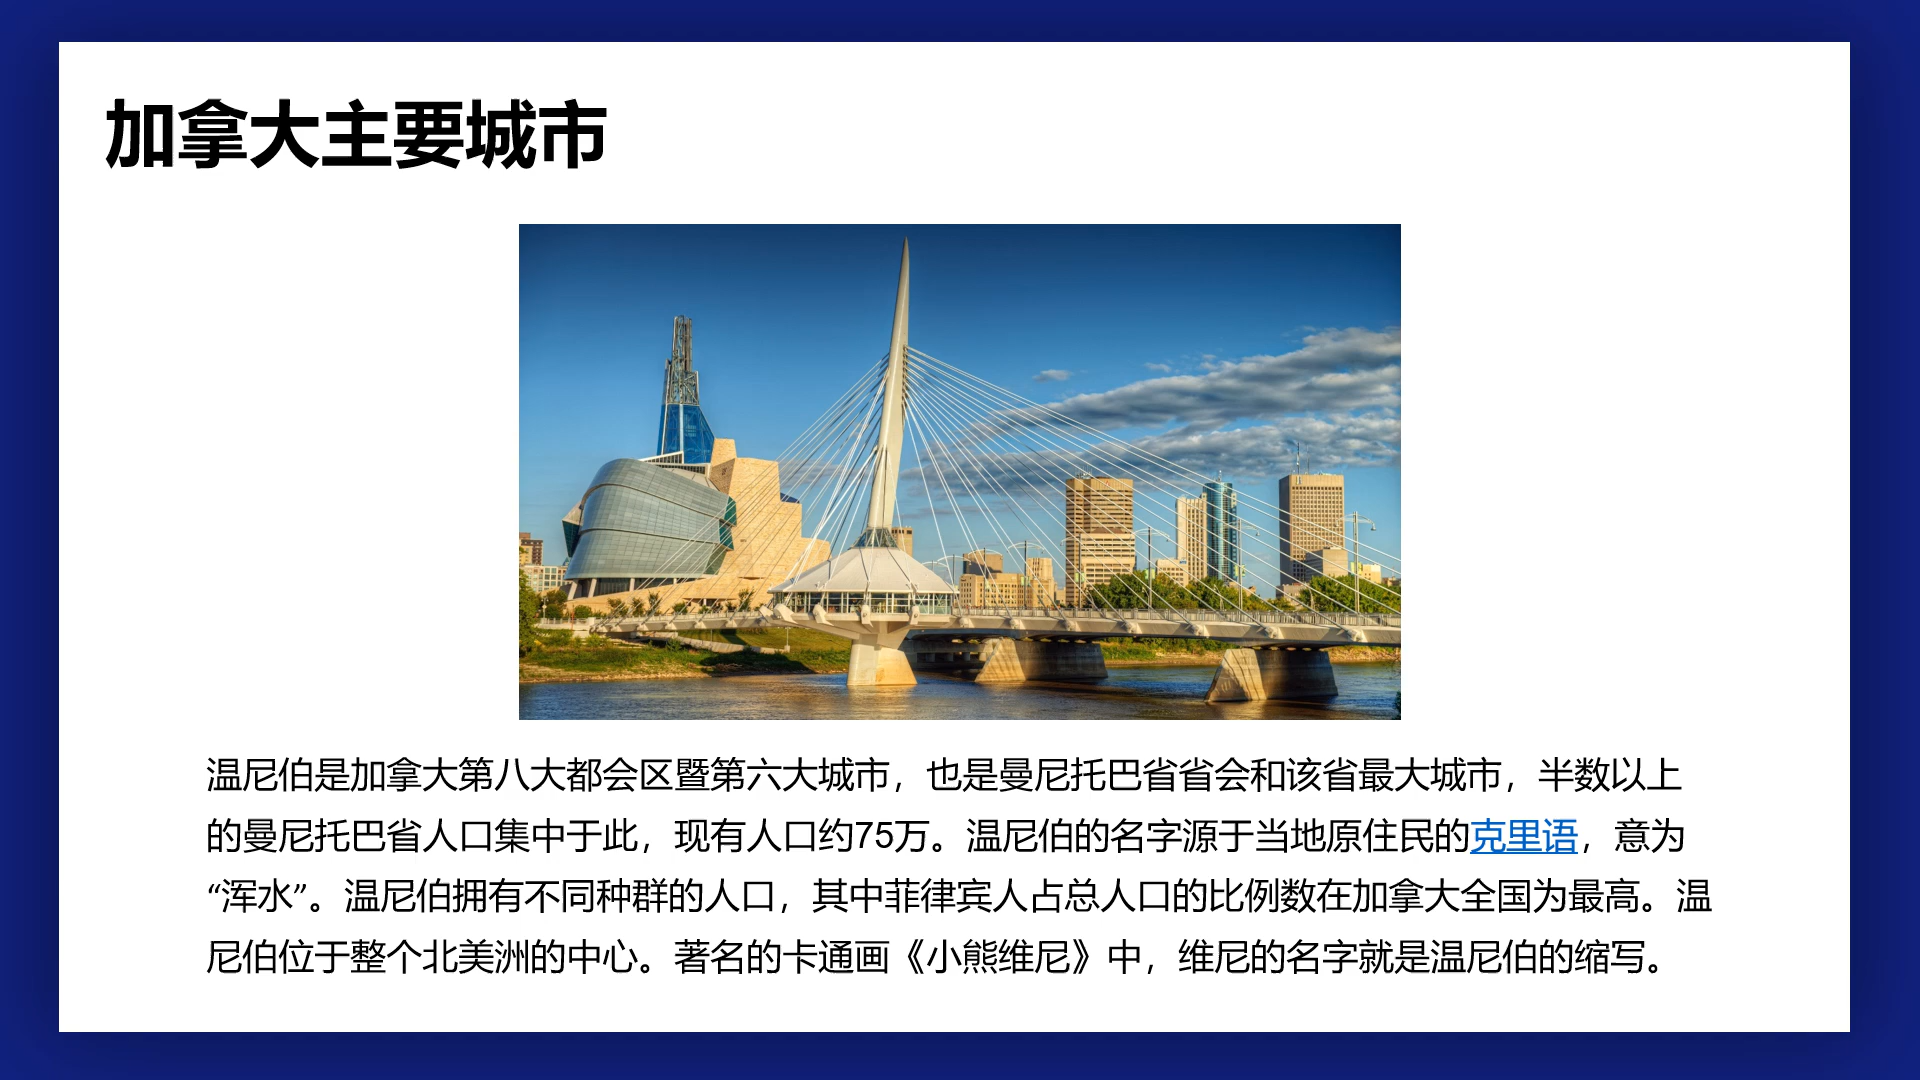 加拿大主要城市
温尼伯是加拿大第八大都会区暨第六大城市，也是曼尼托巴省省会和该省最大城市，半数以上
的曼尼托巴省人口集中于此，现有人口约75万。温尼伯的名字源于当地原住民的克里语，意为
“浑水”。温尼伯拥有不同种群的人口，其中菲律宾人占总人口的比例数在加拿大全国为最高。温
尼伯位于整个北美洲的中心。著名的卡通画《小熊维尼》中，维尼的名字就是温尼伯的缩写。